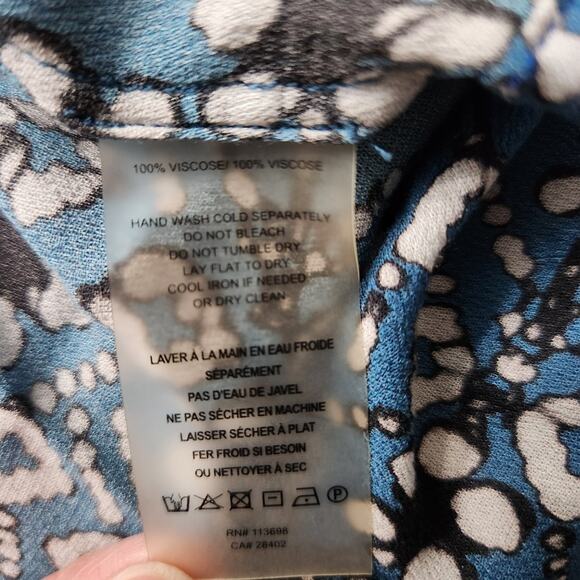 100% VISCOSE/ 100% VISCOSE
HAND WASH COLD SEPARATELY
DO NOT BLEACH
DO NOT TUMBLE DRY
LAY FLAT TO DRY
COOL IRON IF NEEDED
OR DRY CLEAN
LAVER À LA MAIN EN EAU FROIDE
SÉPARÉMENT
PAS D'EAU DE JAVEL
NE PAS SÉCHER EN MACHINE
LAISSER SÉCHER À PLAT
FER FROID SI BESOIN
OU NETTOYER À SEC
P
RN# 113698
CA# 28402